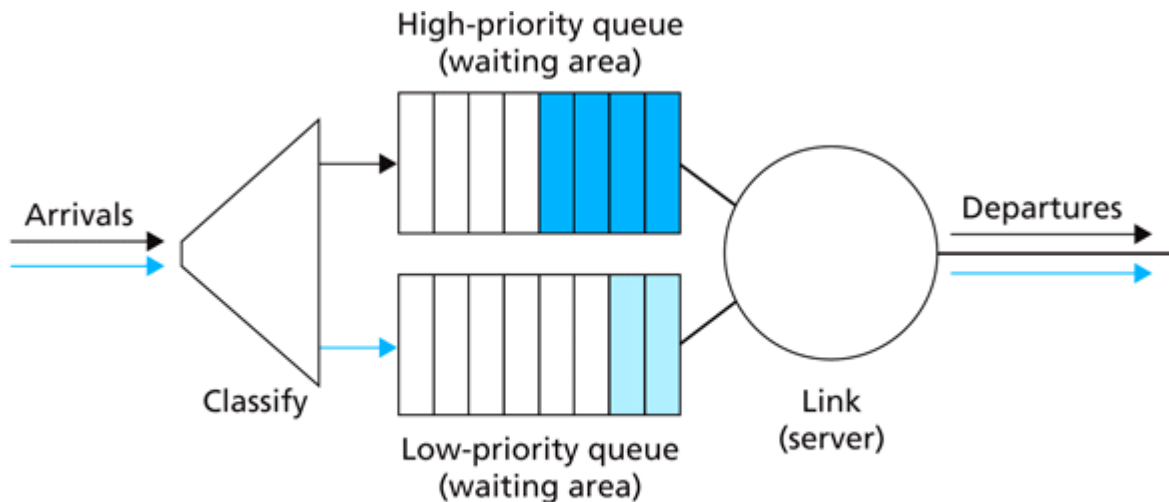 High-priority queue
(waiting area)
Arrivals
Departures
Classify
Link
(server)
Low-priority queue
(waiting area)